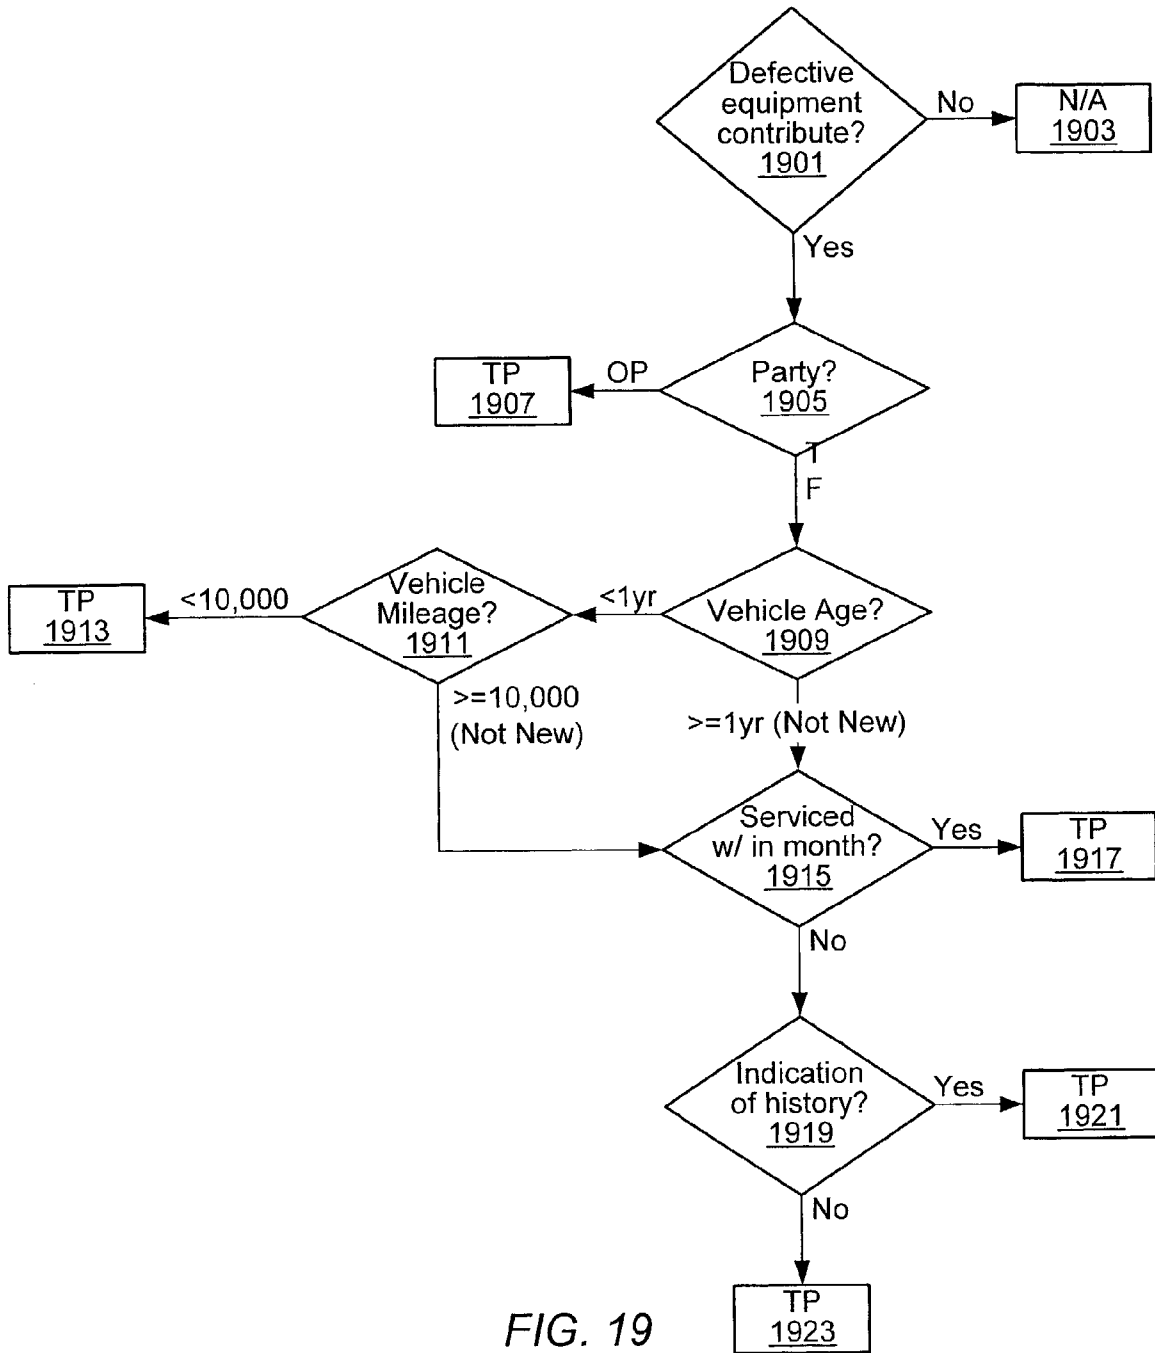 Defective
equipment
contribute?
1901
No
N/A
1903
Yes
Party?
1905
OP
TP
1907
T
F
Vehicle Age?
1909
<1yr
Vehicle
Mileage?
1911
<10,000
TP
1913
>=10,000
(Not New)
>=1yr (Not New)
Serviced
w/ in month?
1915
Yes
TP
1917
No
Indication
of history?
1919
Yes
TP
1921
No
TP
1923
FIG. 19